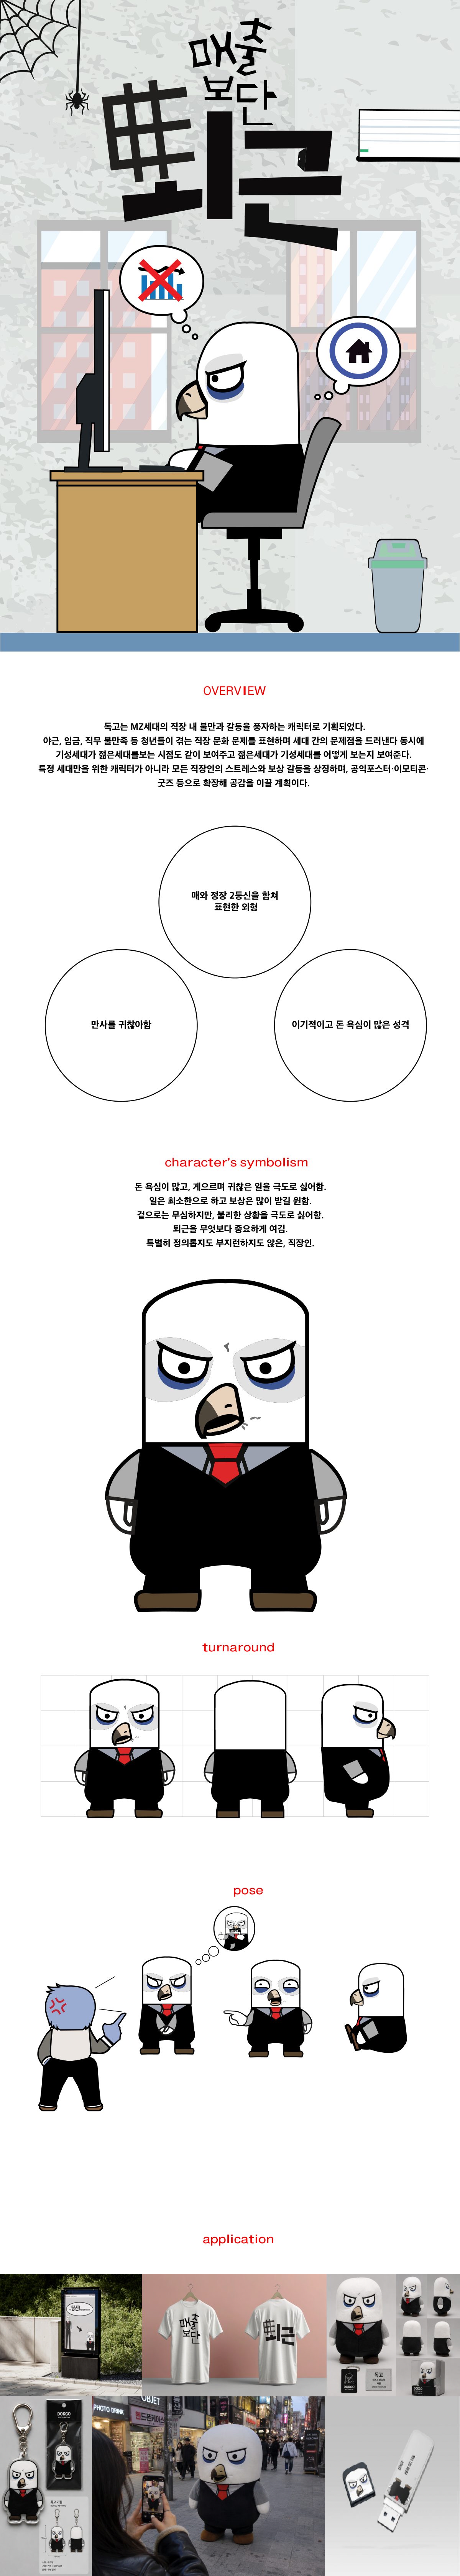 매출
보단
퇴근
OVERVIEW
독고는 MZ세대의 직장 내 불만과 갈등을 풍자하는 캐릭터로 기획되었다.
야근, 임금, 직무 불만족 등 청년들이 겪는 직장 문화 문제를 표현하며 세대 간의 문제점을 드러낸다 동시에
기성세대가 젊은세대를보는 시점도 같이 보여주고 젊은세대가 기성세대를 어떻게 보는지 보여준다.
특정 세대만을 위한 캐릭터가 아니라 모든 직장인의 스트레스와 보상 갈등을 상징하며, 공익포스터·이모티콘·
굿즈 등으로 확장해 공감을 이끌 계획이다.
매와 정장 2등신을 합쳐
표현한 외형
만사를 귀찮아함
이기적이고 돈 욕심이 많은 성격
character's symbolism
돈 욕심이 많고, 게으르며 귀찮은 일을 극도로 싫어함.
일은 최소한으로 하고 보상은 많이 받길 원함.
겉으로는 무심하지만, 불리한 상황을 극도로 싫어함.
퇴근을 무엇보다 중요하게 여김.
특별히 정의롭지도 부지런하지도 않은, 직장인.
turnaround
pose
application
매출
보단
퇴근
독고
DOKGO
PHOTO DRINK
OBJET
핸드폰케이스